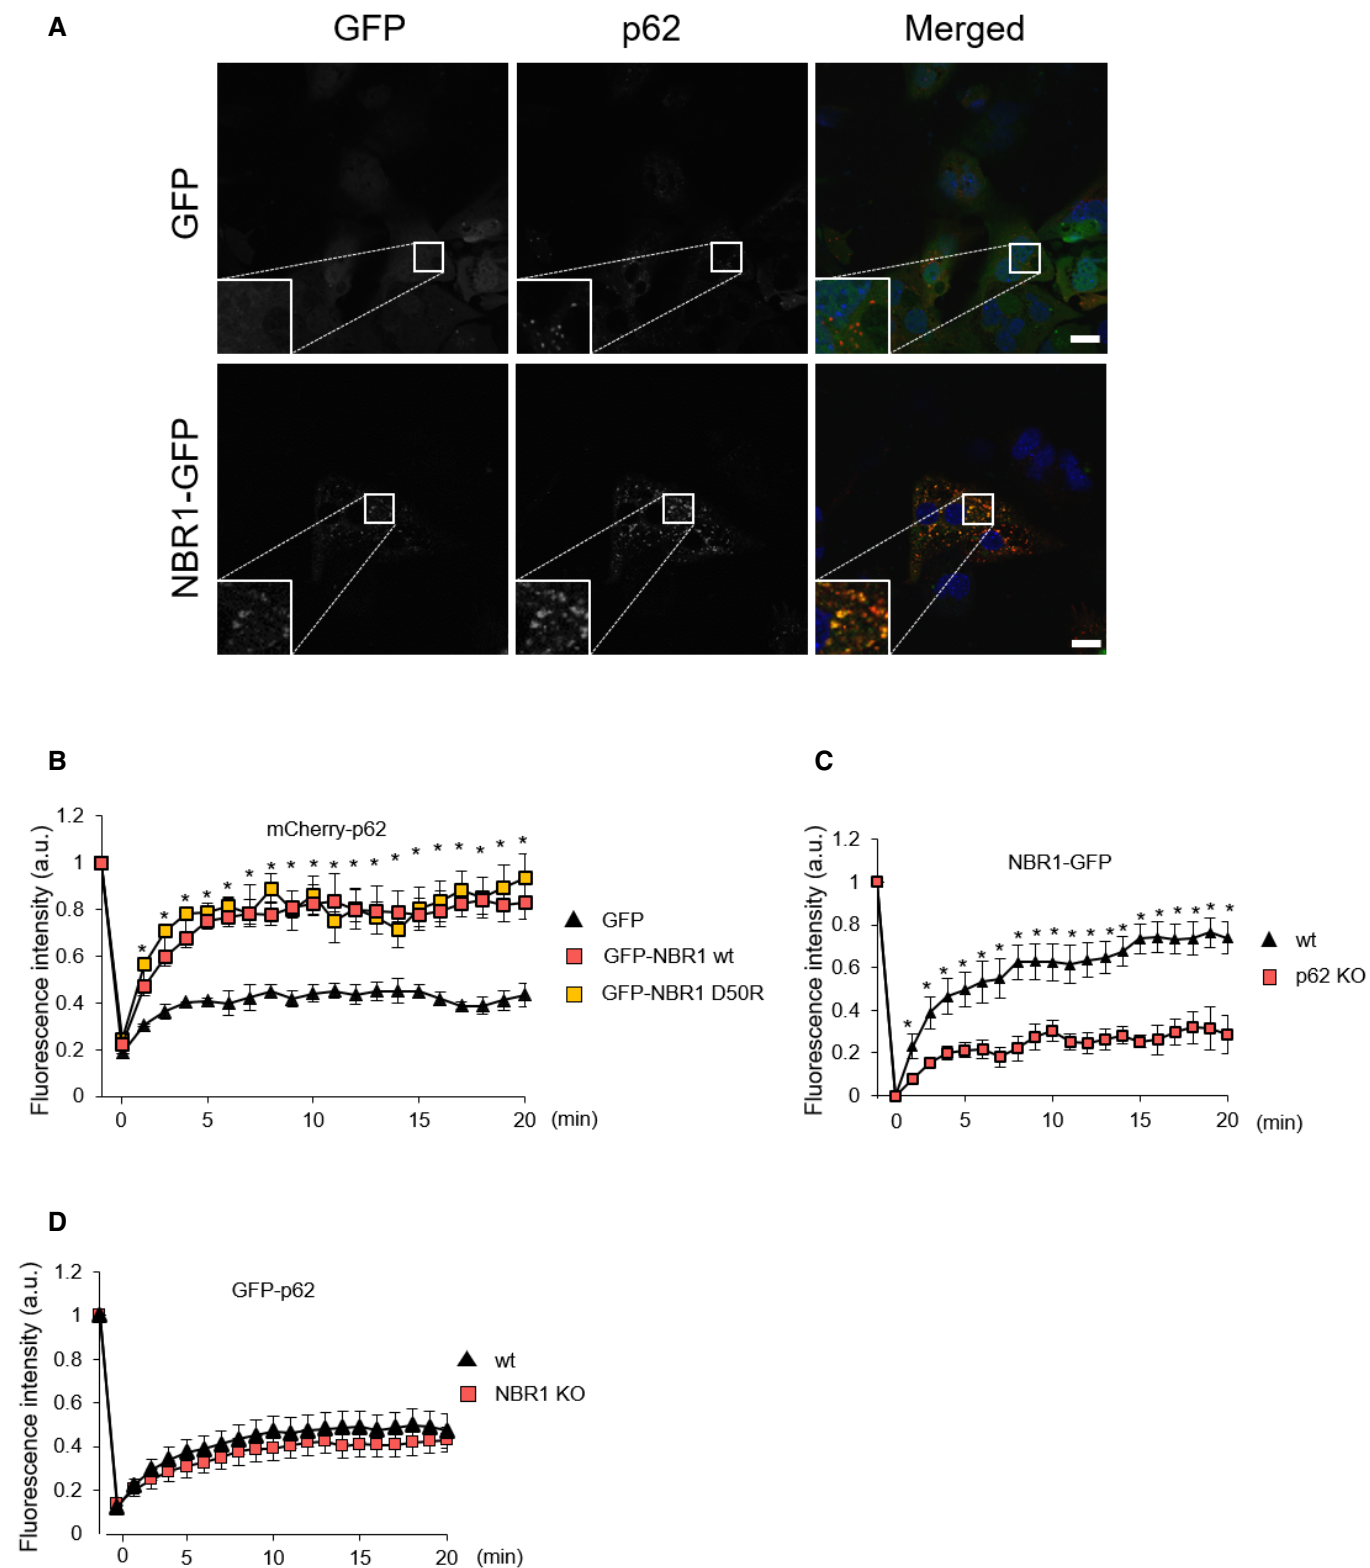 A
GFP p62 Merged
GFP
NBR1-GFP
B
mCherry-p62
Fluorescence intensity (a.u.)
1.2
1
0.8
0.6
0.4
0.2
0
0 5 10 15 20 (min)
* * * * * * * * * * * * * * * * * * *
GFP
GFP-NBR1 wt
GFP-NBR1 D50R
C
NBR1-GFP
Fluorescence intensity (a.u.)
1.2
1
0.8
0.6
0.4
0.2
0
0 5 10 15 20 (min)
* * * * * * * * * * * * * * * * * * *
wt
p62 KO
D
GFP-p62
Fluorescence intensity (a.u.)
1.2
1
0.8
0.6
0.4
0.2
0
0 5 10 15 20 (min)
wt
NBR1 KO